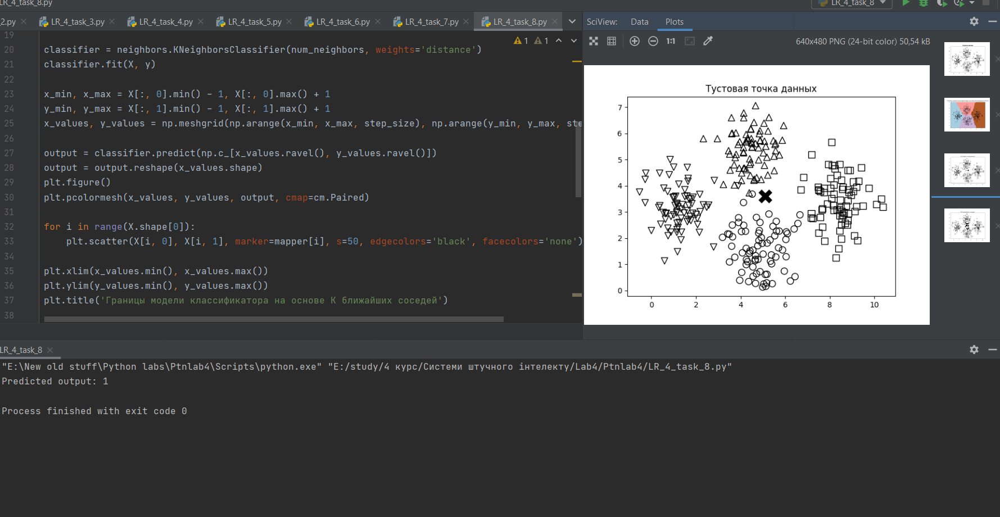 LR_4_task_8.py
LR_4_task_8
_2.py
LR_4_task_3.py
LR_4_task_4.py
LR_4_task_5.py
LR_4_task_6.py
LR_4_task_7.py
LR_4_task_8.py
SciView:
Data
Plots
1
1
1:1
640x480 PNG (24-bit color) 50,54 kB
19
20 classifier = neighbors.KNeighborsClassifier(num_neighbors, weights='distance')
21 classifier.fit(X, y)
22
23 x_min, x_max = X[:, 0].min() - 1, X[:, 0].max() + 1
24 y_min, y_max = X[:, 1].min() - 1, X[:, 1].max() + 1
25 x_values, y_values = np.meshgrid(np.arange(x_min, x_max, step_size), np.arange(y_min, y_max, ste
26
27 output = classifier.predict(np.c_[x_values.ravel(), y_values.ravel()])
28 output = output.reshape(x_values.shape)
29 plt.figure()
30 plt.pcolormesh(x_values, y_values, output, cmap=cm.Paired)
31
32 for i in range(X.shape[0]):
33 plt.scatter(X[i, 0], X[i, 1], marker=mapper[i], s=50, edgecolors='black', facecolors='none')
34
35 plt.xlim(x_values.min(), x_values.max())
36 plt.ylim(y_values.min(), y_values.max())
37 plt.title('Границы модели классификатора на основе К ближайших соседей')
38
Тустовая точка данных
7
6
5
4
3
2
1
0
0 2 4 6 8 10
LR_4_task_8
"E:\New old stuff\Python labs\Ptnlab4\Scripts\python.exe" "E:/study/4 курс/Системи штучного інтелекту/Lab4/Ptnlab4/LR_4_task_8.py"
Predicted output: 1
Process finished with exit code 0